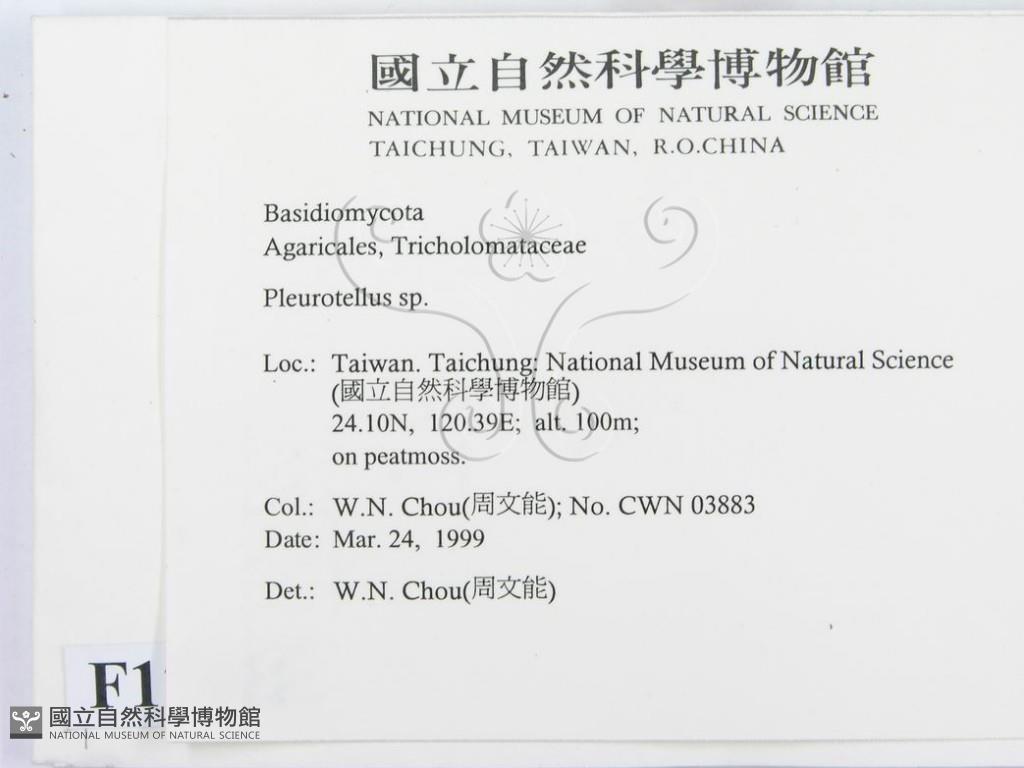 國立自然科學博物館
NATIONAL MUSEUM OF NATURAL SCIENCE
TAICHUNG, TAIWAN, R.O.CHINA
Basidiomycota
Agaricales, Tricholomataceae
Pleurotellus sp.
Loc.: Taiwan. Taichung: National Museum of Natural Science
(國立自然科學博物館)
24.10N, 120.39E; alt. 100m;
on peatmoss.
Col.: W.N. Chou(周文能); No. CWN 03883
Date: Mar. 24, 1999
Det.: W.N. Chou(周文能)
F1
國立自然科學博物館
NATIONAL MUSEUM OF NATURAL SCIENCE